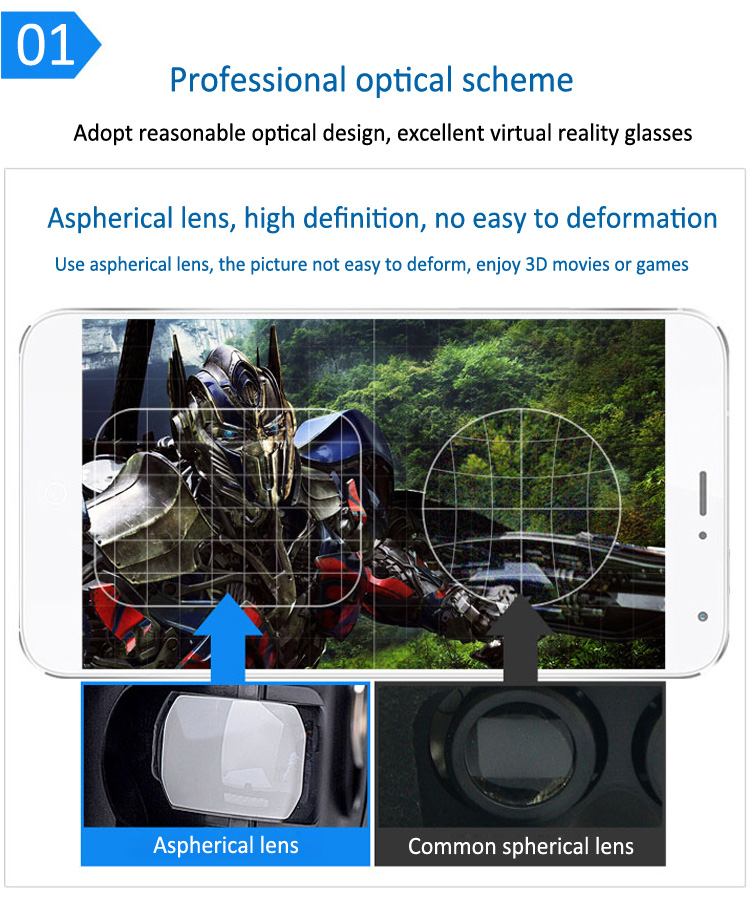 01
Professional optical scheme
Adopt reasonable optical design, excellent virtual reality glasses
Aspherical lens, high definition, no easy to deformation
Use aspherical lens, the picture not easy to deform, enjoy 3D movies or games
Aspherical lens
Common spherical lens